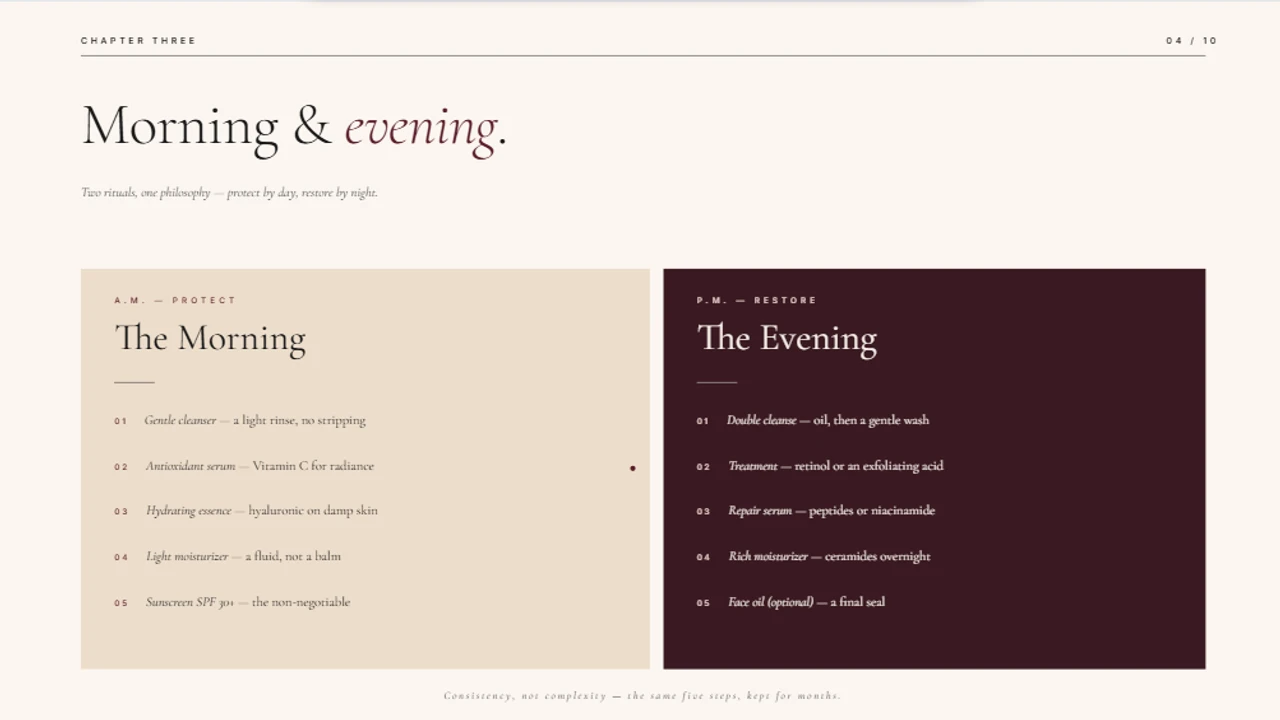 CHAPTER THREE
04 / 10
Morning & evening.
Two rituals, one philosophy — protect by day, restore by night.
A.M. — PROTECT
The Morning
01 Gentle cleanser — a light rinse, no stripping
02 Antioxidant serum — Vitamin C for radiance
03 Hydrating essence — hyaluronic on damp skin
04 Light moisturizer — a fluid, not a balm
05 Sunscreen SPF 30+ — the non-negotiable
P.M. — RESTORE
The Evening
01 Double cleanse — oil, then a gentle wash
02 Treatment — retinol or an exfoliating acid
03 Repair serum — peptides or niacinamide
04 Rich moisturizer — ceramides overnight
05 Face oil (optional) — a final seal
Consistency, not complexity — the same five steps, kept for months.